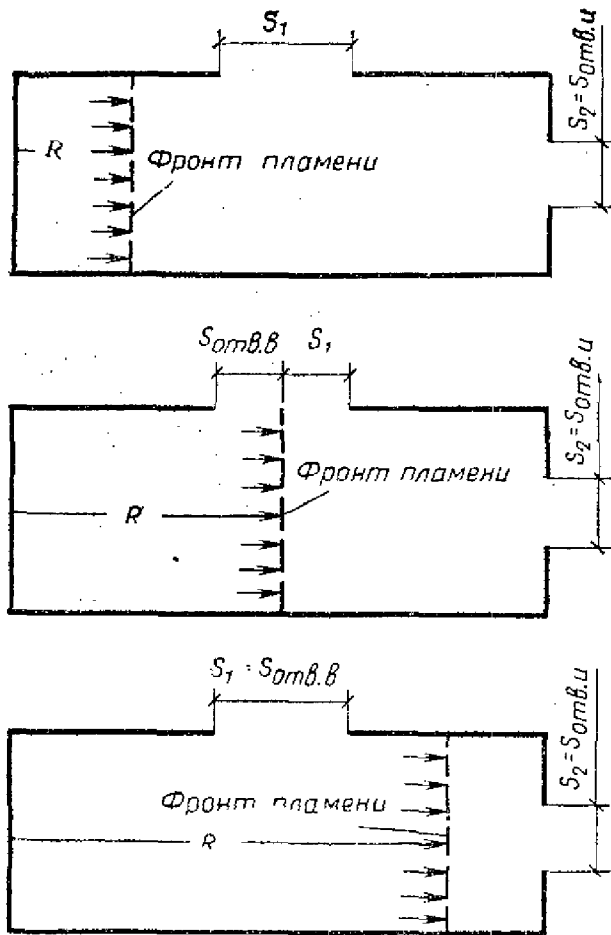 S₁
S₂ = Sотв.и
R
Фронт пламени
Sотв.в S₁
S₂ = Sотв.и
Фронт пламени
R
S₁ = Sотв.в
S₂ = Sотв.и
Фронт пламени
R